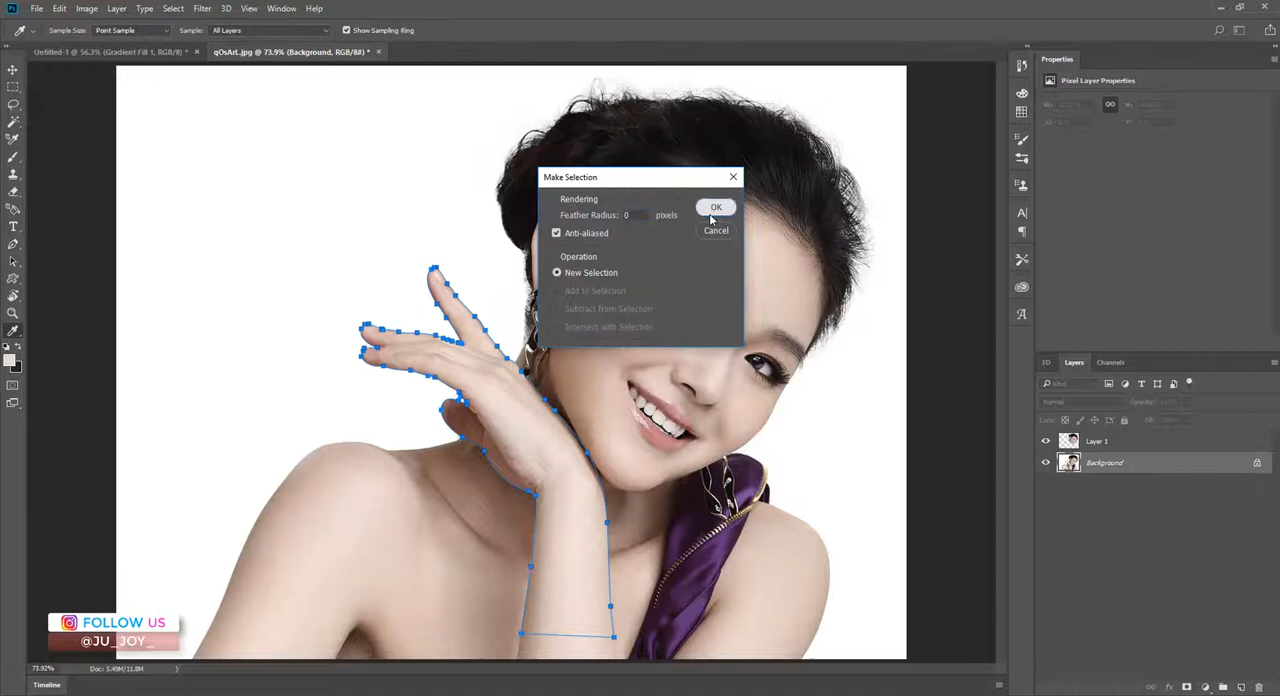 Ps File Edit Image Layer Type Select Filter 3D View Window Help
Sample Size: Point Sample Sample: All Layers Show Sampling Ring
Untitled-1 @ 56.3% (Gradient Fill 1, RGB/8) * × qOsArL.jpg @ 73.9% (Background, RGB/8#) * ×
Properties
Pixel Layer Properties
Make Selection
Rendering
Feather Radius: 0 pixels
OK
Anti-aliased
Cancel
Operation
New Selection
Add to Selection
Subtract from Selection
Intersect with Selection
3D Layers Channels
Kind
Normal Opacity:
Lock: Fill:
Layer 1
Background
FOLLOW US
@JU_JOY_
73.92% Doc: 5.49M/11.8M
Timeline